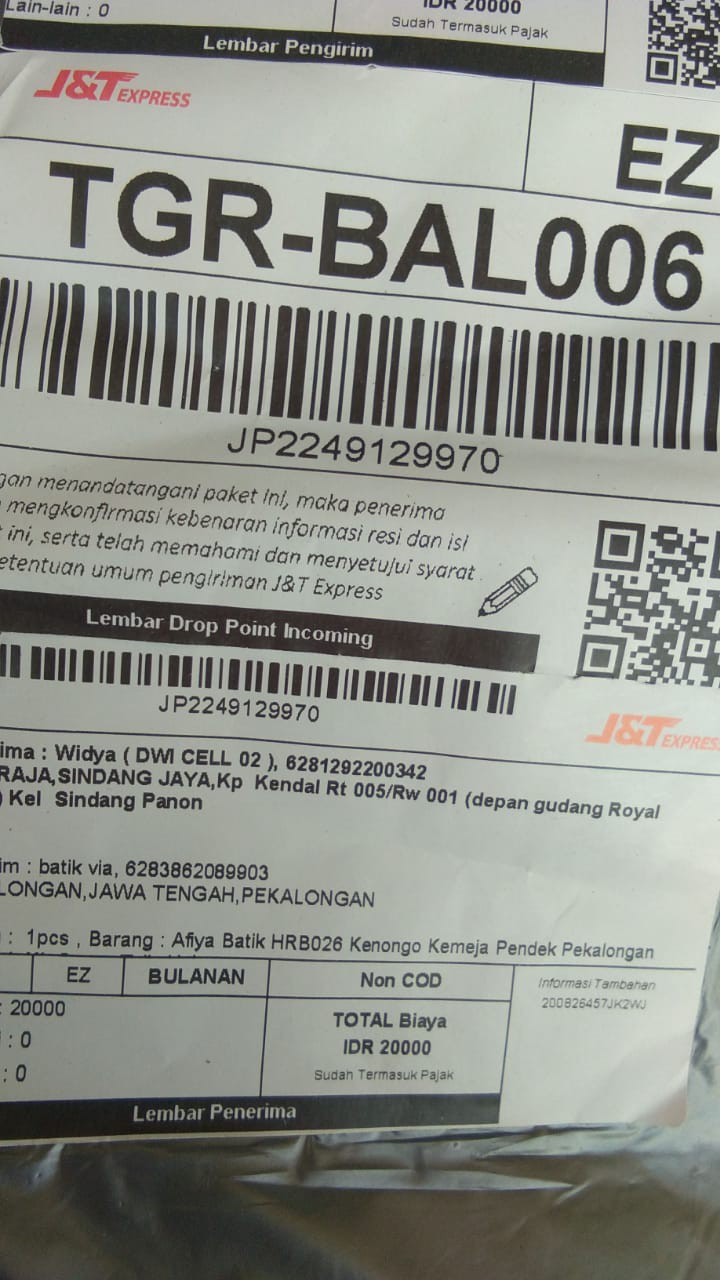 Lain-lain : 0
IDR 20000
Sudah Termasuk Pajak
Lembar Pengirim
J&T EXPRESS
EZ
TGR-BAL006
JP2249129970
gan menandatangani paket ini, maka penerima
mengkonfirmasi kebenaran informasi resi dan isi
ini, serta telah memahami dan menyetujui syarat
etentuan umum pengiriman J&T Express
Lembar Drop Point Incoming
JP2249129970
J&T EXPRESS
ima : Widya ( DWI CELL 02 ), 6281292200342
RAJA,SINDANG JAYA,Kp Kendal Rt 005/Rw 001 (depan gudang Royal
) Kel Sindang Panon
im : batik via, 6283862089903
LONGAN,JAWA TENGAH,PEKALONGAN
: 1pcs , Barang : Afiya Batik HRB026 Kenongo Kemeja Pendek Pekalongan
EZ
BULANAN
Non COD
Informasi Tambahan
200826457JK2WJ
: 20000
: 0
: 0
TOTAL Biaya
IDR 20000
Sudah Termasuk Pajak
Lembar Penerima